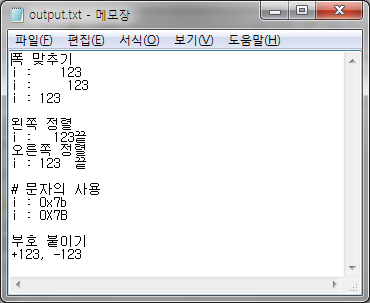 output.txt - 메모장
파일(F) 편집(E) 서식(O) 보기(V) 도움말(H)
폭 맞추기
i :    123
i :     123
i : 123

왼쪽 정렬
i :   123끝
오른쪽 정렬
i : 123  끝

# 문자의 사용
i : 0x7b
i : 0X7B

부호 붙이기
+123, -123